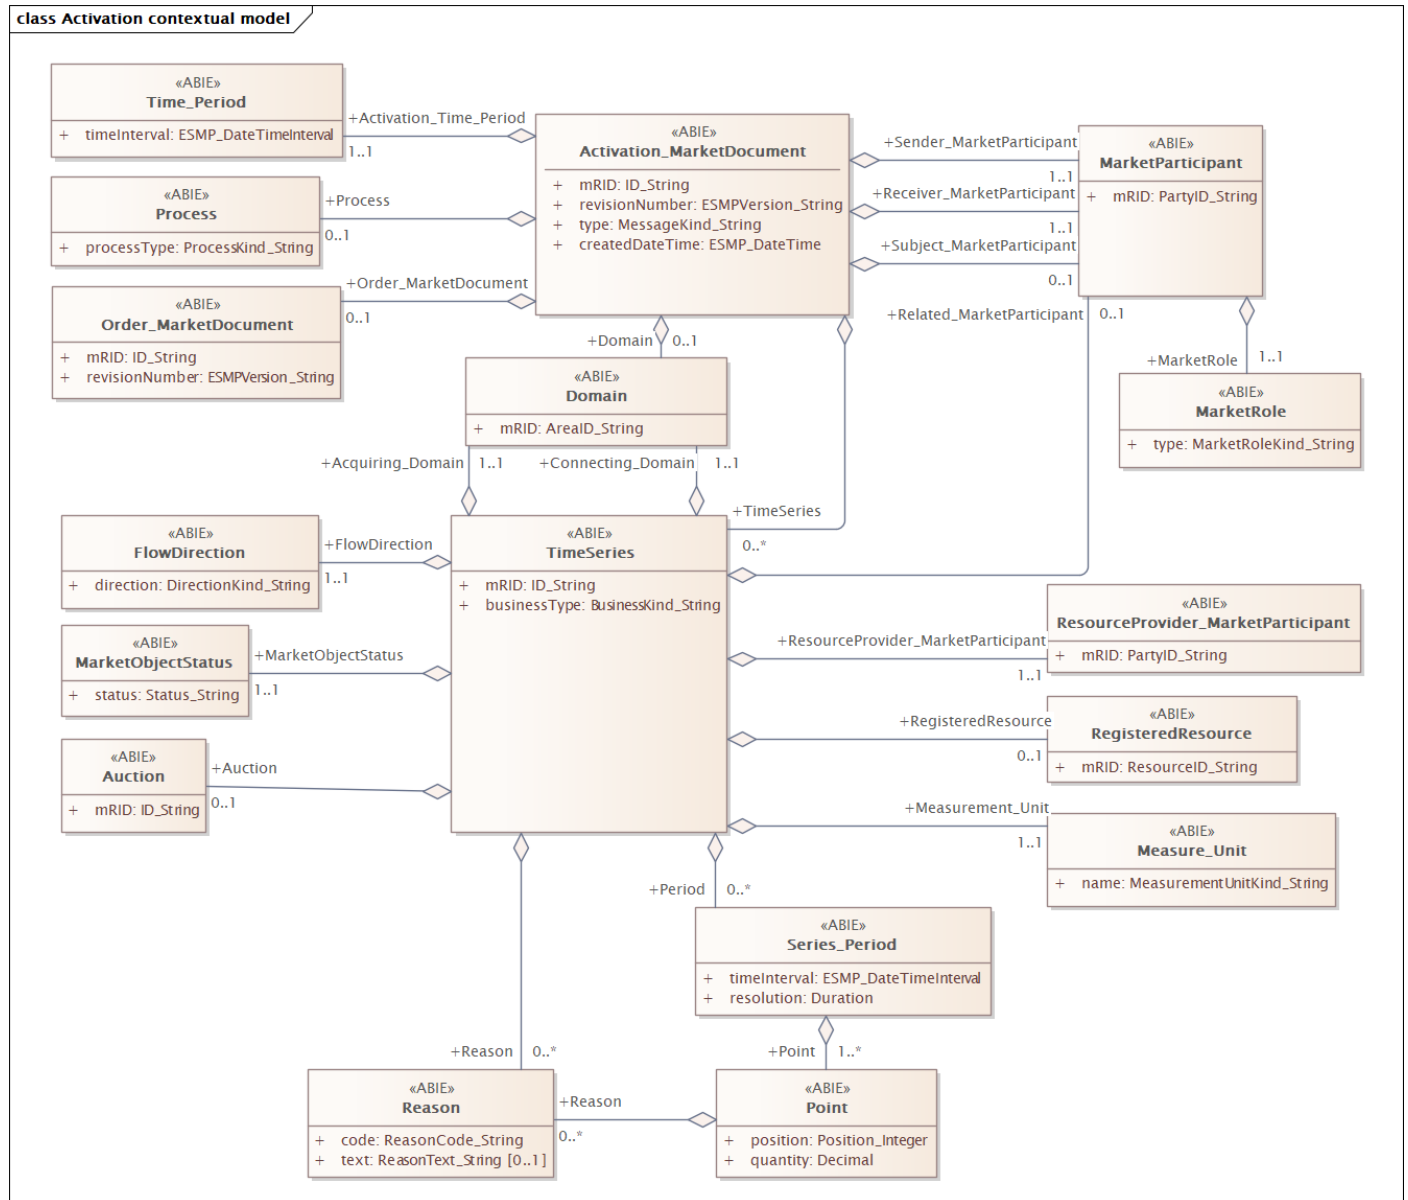 class Activation contextual model
«ABIE»
Time_Period
+ timeInterval: ESMP_DateTimeInterval
+Activation_Time_Period
1..1
«ABIE»
Activation_MarketDocument
+ mRID: ID_String
+ revisionNumber: ESMPVersion_String
+ type: MessageKind_String
+ createdDateTime: ESMP_DateTime
+Sender_MarketParticipant
1..1
+Receiver_MarketParticipant
1..1
+Subject_MarketParticipant
0..1
«ABIE»
MarketParticipant
+ mRID: PartyID_String
«ABIE»
Process
+ processType: ProcessKind_String
+Process
0..1
«ABIE»
Order_MarketDocument
+ mRID: ID_String
+ revisionNumber: ESMPVersion_String
+Order_MarketDocument
0..1
+Domain
0..1
+Related_MarketParticipant
0..1
+MarketRole
1..1
«ABIE»
MarketRole
+ type: MarketRoleKind_String
«ABIE»
Domain
+ mRID: AreaID_String
+Acquiring_Domain
1..1
+Connecting_Domain
1..1
+TimeSeries
0..*
«ABIE»
FlowDirection
+ direction: DirectionKind_String
+FlowDirection
1..1
«ABIE»
TimeSeries
+ mRID: ID_String
+ businessType: BusinessKind_String
«ABIE»
MarketObjectStatus
+ status: Status_String
+MarketObjectStatus
1..1
+ResourceProvider_MarketParticipant
1..1
«ABIE»
ResourceProvider_MarketParticipant
+ mRID: PartyID_String
+RegisteredResource
0..1
«ABIE»
RegisteredResource
+ mRID: ResourceID_String
«ABIE»
Auction
+ mRID: ID_String
+Auction
0..1
+Measurement_Unit
1..1
«ABIE»
Measure_Unit
+ name: MeasurementUnitKind_String
+Period
0..*
«ABIE»
Series_Period
+ timeInterval: ESMP_DateTimeInterval
+ resolution: Duration
+Reason
0..*
+Point
1..*
«ABIE»
Reason
+ code: ReasonCode_String
+ text: ReasonText_String [0..1]
+Reason
0..*
«ABIE»
Point
+ position: Position_Integer
+ quantity: Decimal